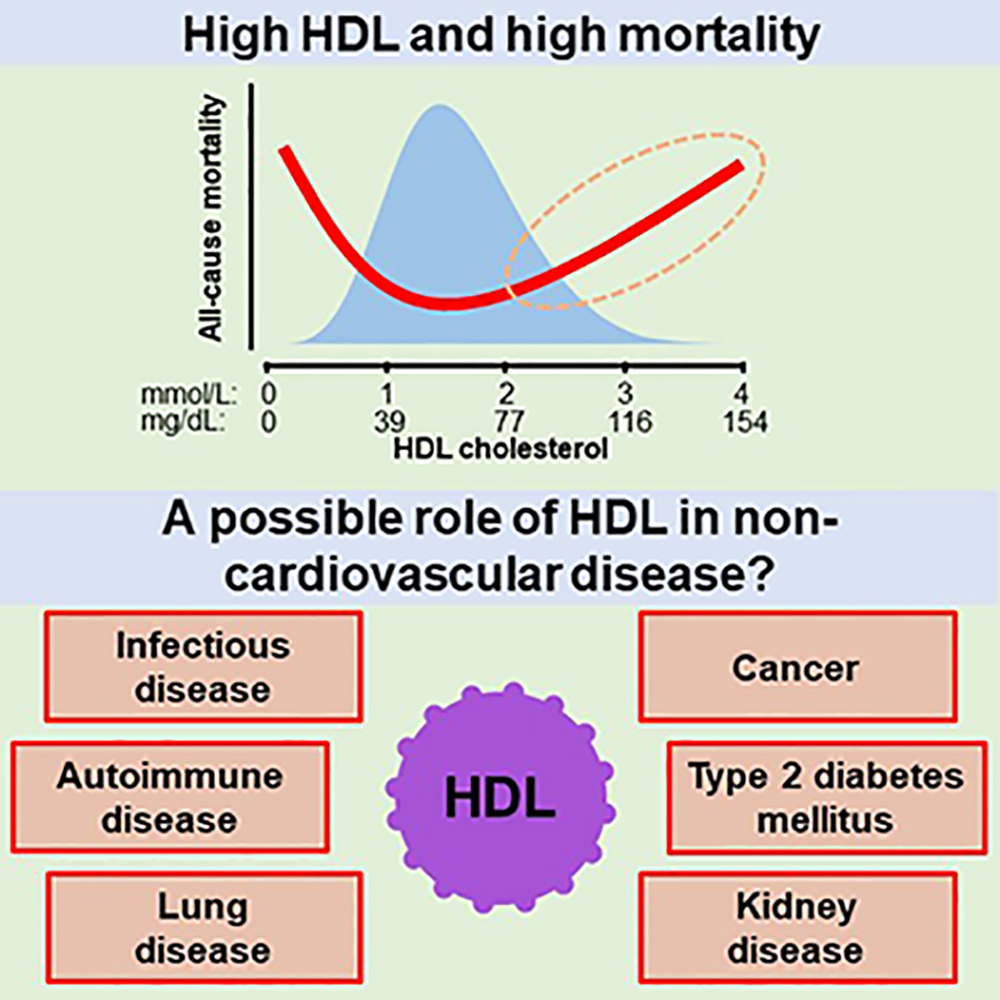 High HDL and high mortality
All-cause mortality
mmol/L: 0 1 2 3 4
mg/dL: 0 39 77 116 154
HDL cholesterol
A possible role of HDL in non-
cardiovascular disease?
Infectious
disease
Cancer
Autoimmune
disease
HDL
Type 2 diabetes
mellitus
Lung
disease
Kidney
disease